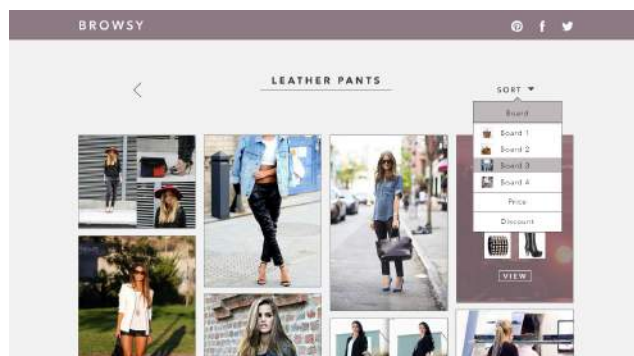 BROWSY
LEATHER PANTS
SORT
Board
Board 1
Board 2
Board 3
Board 4
Price
Discount
VIEW